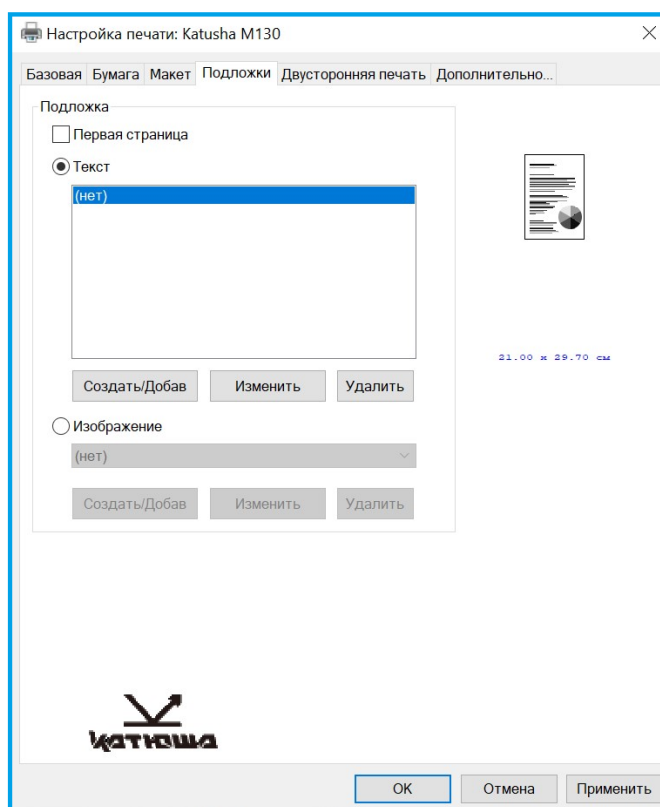 Настройка печати: Katusha M130
Базовая Бумага Макет Подложки Двусторонняя печать Дополнительно...
Подложка
Первая страница
Текст
(нет)
21.00 x 29.70 см
Создать/Добав Изменить Удалить
Изображение
(нет)
Создать/Добав Изменить Удалить
катюша
OK Отмена Применить